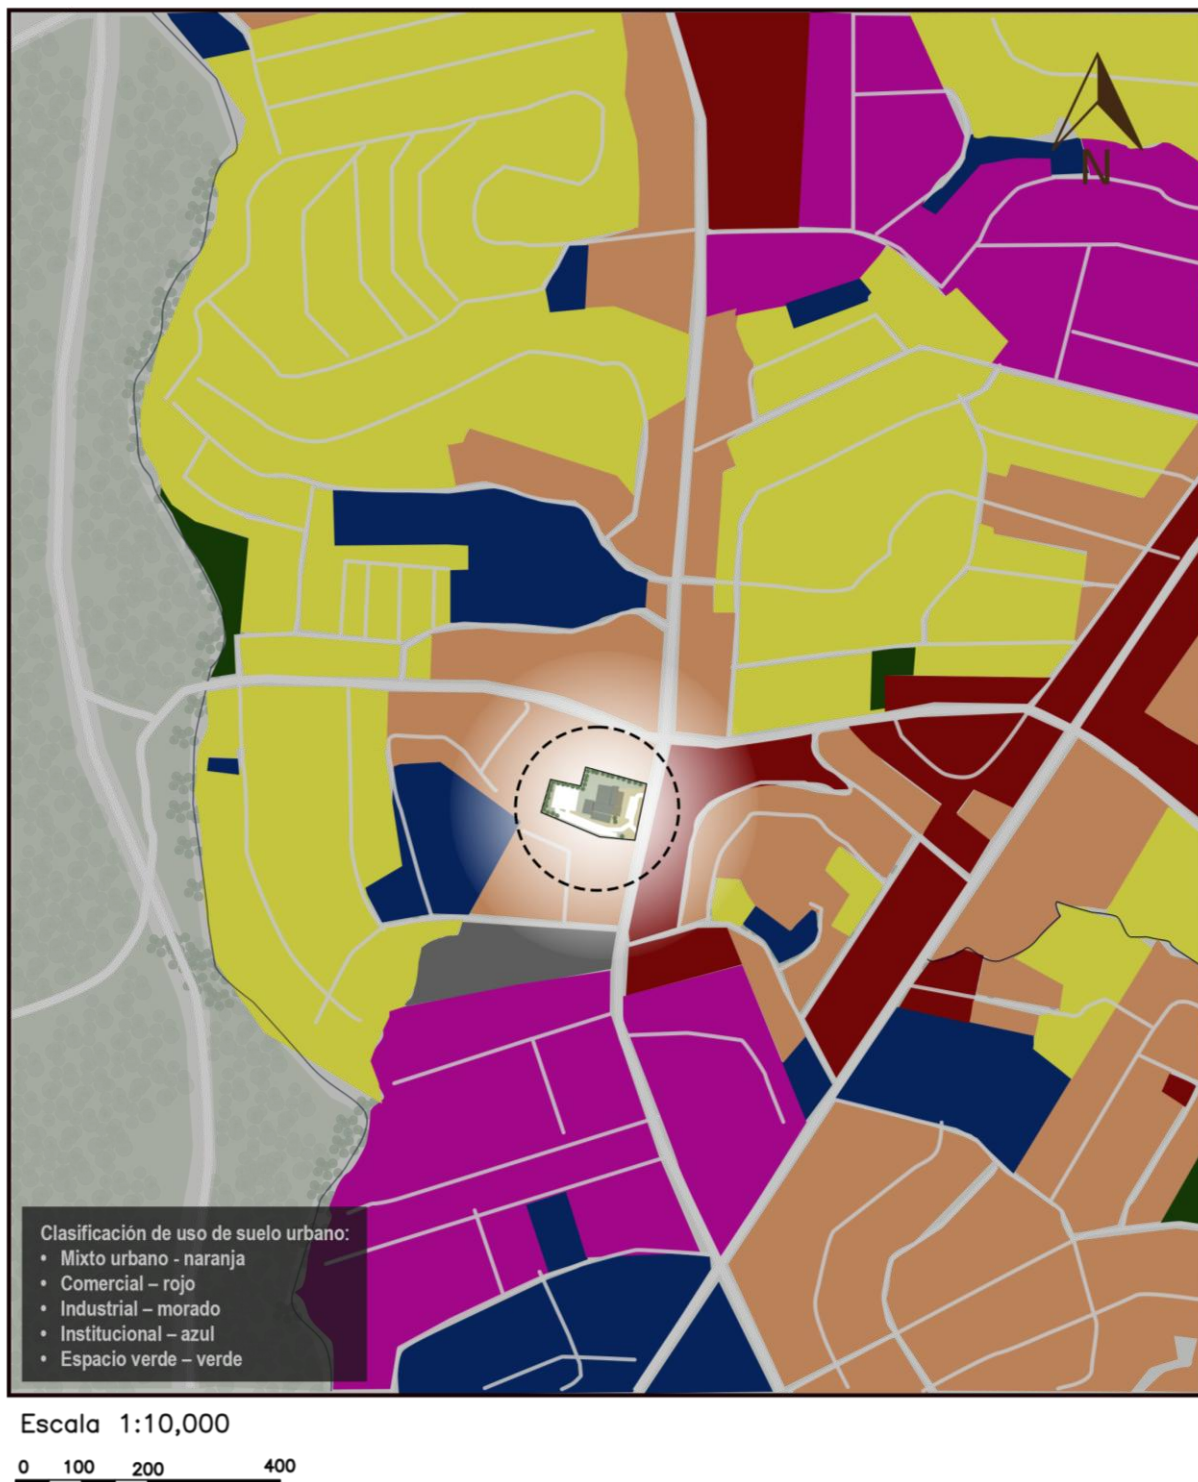 N
Clasificación de uso de suelo urbano:
• Mixto urbano - naranja
• Comercial – rojo
• Industrial – morado
• Institucional – azul
• Espacio verde – verde
Escala 1:10,000
0 100 200 400